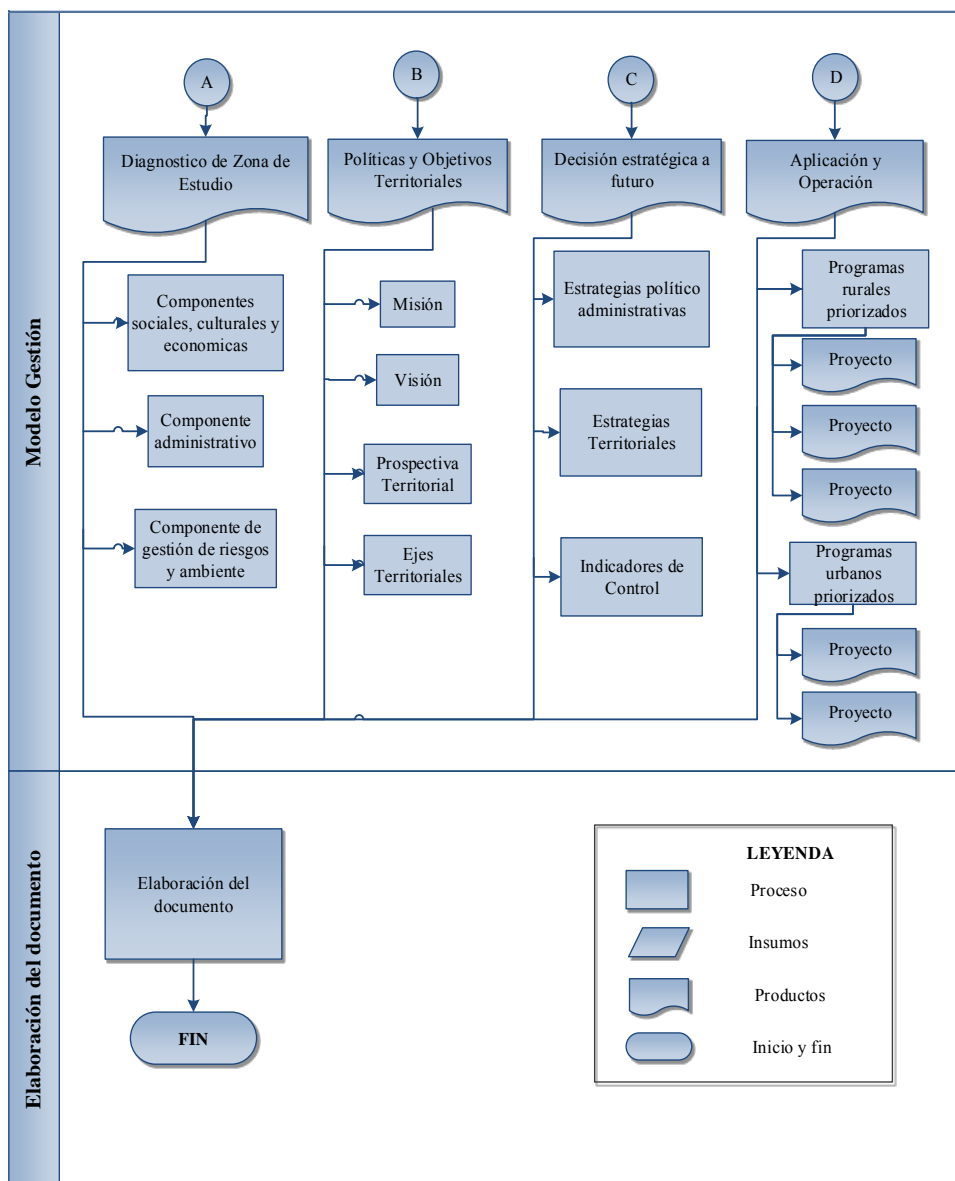 Modelo Gestión
A
Diagnostico de Zona de
Estudio
Componentes
sociales, culturales y
economicas
Componente
administrativo
Componente de
gestión de riesgos
y ambiente
B
Políticas y Objetivos
Territoriales
Misión
Visión
Prospectiva
Territorial
Ejes
Territoriales
C
Decisión estratégica a
futuro
Estrategias político
administrativas
Estrategias
Territoriales
Indicadores de
Control
D
Aplicación y
Operación
Programas
rurales
priorizados
Proyecto
Proyecto
Proyecto
Programas
urbanos
priorizados
Proyecto
Proyecto
Elaboración del documento
Elaboración del
documento
FIN
LEYENDA
Proceso
Insumos
Productos
Inicio y fin